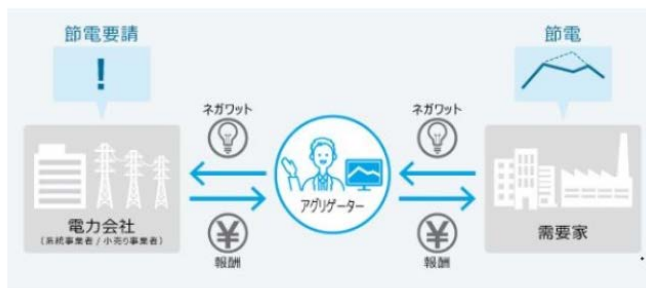 節電要請
!
節電
ネガワット
ネガワット
アグリゲーター
電力会社
(系統事業者 / 小売り事業者)
¥
報酬
¥
報酬
需要家